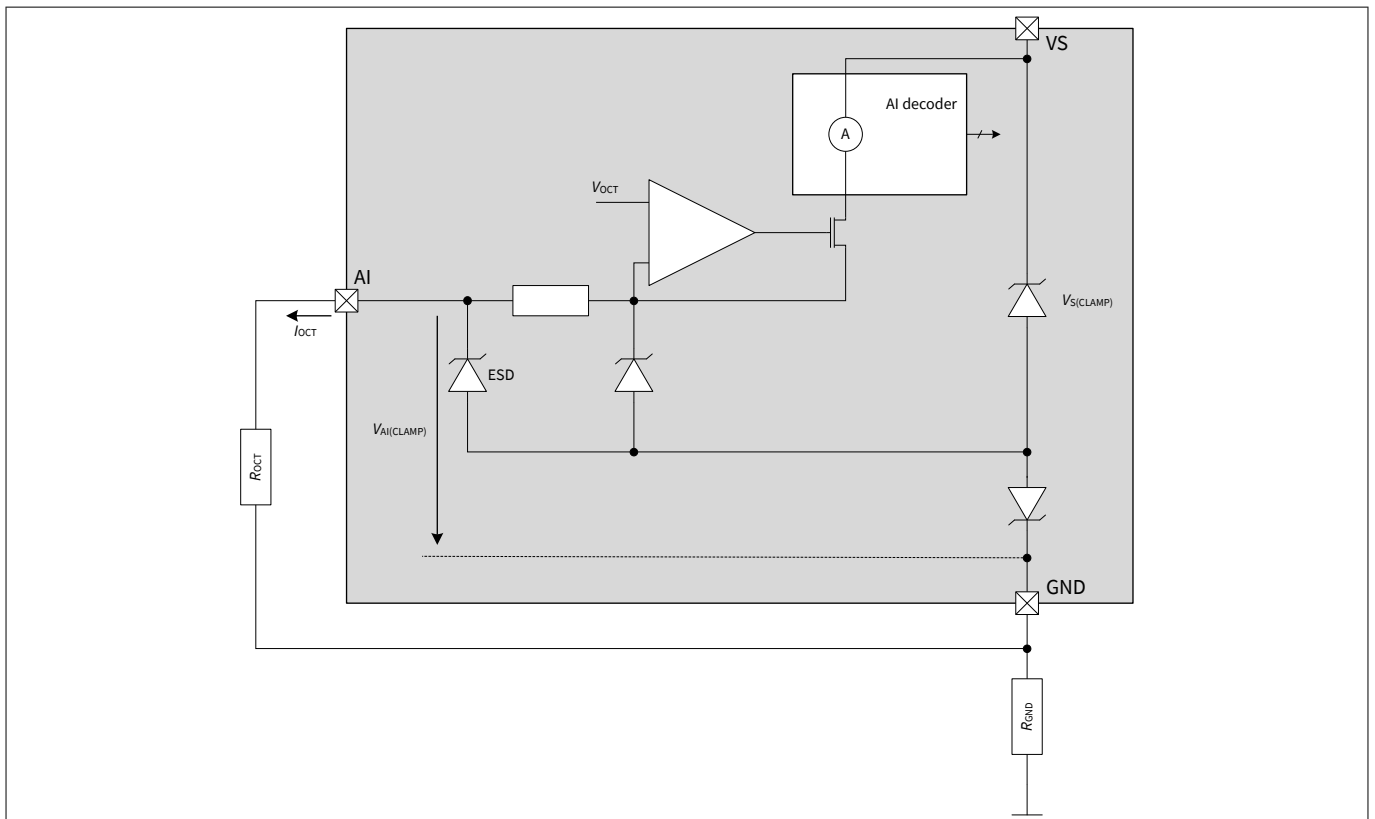 VS
AI decoder
A
VOCT
AI
IOCT
VS(CLAMP)
ESD
VAI(CLAMP)
ROCT
GND
RGND